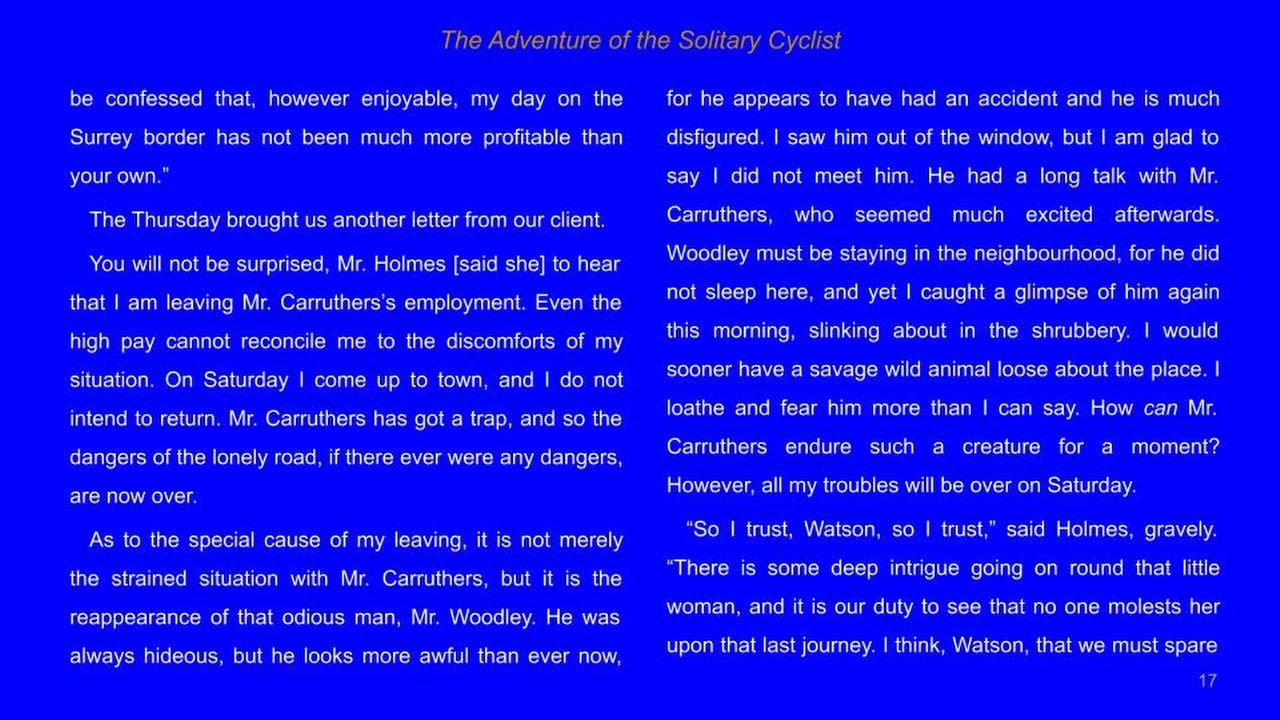 The Adventure of the Solitary Cyclist
be confessed that, however enjoyable, my day on the
Surrey border has not been much more profitable than
your own.”
The Thursday brought us another letter from our client.
You will not be surprised, Mr. Holmes [said she] to hear
that I am leaving Mr. Carruthers’s employment. Even the
high pay cannot reconcile me to the discomforts of my
situation. On Saturday I come up to town, and I do not
intend to return. Mr. Carruthers has got a trap, and so the
dangers of the lonely road, if there ever were any dangers,
are now over.
As to the special cause of my leaving, it is not merely
the strained situation with Mr. Carruthers, but it is the
reappearance of that odious man, Mr. Woodley. He was
always hideous, but he looks more awful than ever now,
for he appears to have had an accident and he is much
disfigured. I saw him out of the window, but I am glad to
say I did not meet him. He had a long talk with Mr.
Carruthers, who seemed much excited afterwards.
Woodley must be staying in the neighbourhood, for he did
not sleep here, and yet I caught a glimpse of him again
this morning, slinking about in the shrubbery. I would
sooner have a savage wild animal loose about the place. I
loathe and fear him more than I can say. How can Mr.
Carruthers endure such a creature for a moment?
However, all my troubles will be over on Saturday.
“So I trust, Watson, so I trust,” said Holmes, gravely.
“There is some deep intrigue going on round that little
woman, and it is our duty to see that no one molests her
upon that last journey. I think, Watson, that we must spare
17